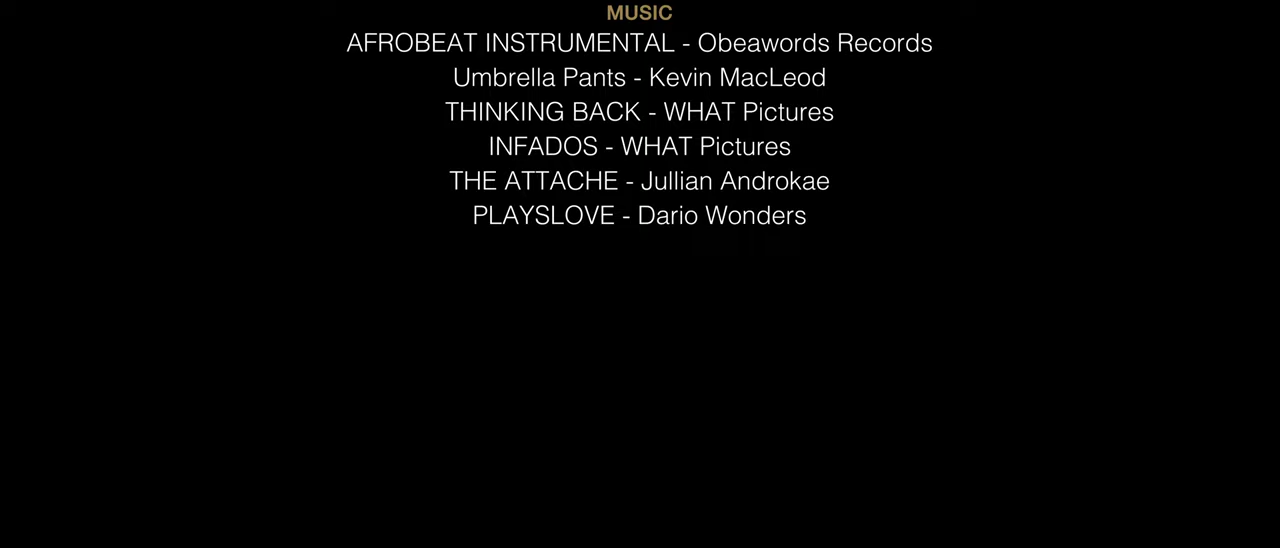 MUSIC
AFROBEAT INSTRUMENTAL - Obeawords Records
Umbrella Pants - Kevin MacLeod
THINKING BACK - WHAT Pictures
INFADOS - WHAT Pictures
THE ATTACHE - Jullian Androkae
PLAYSLOVE - Dario Wonders